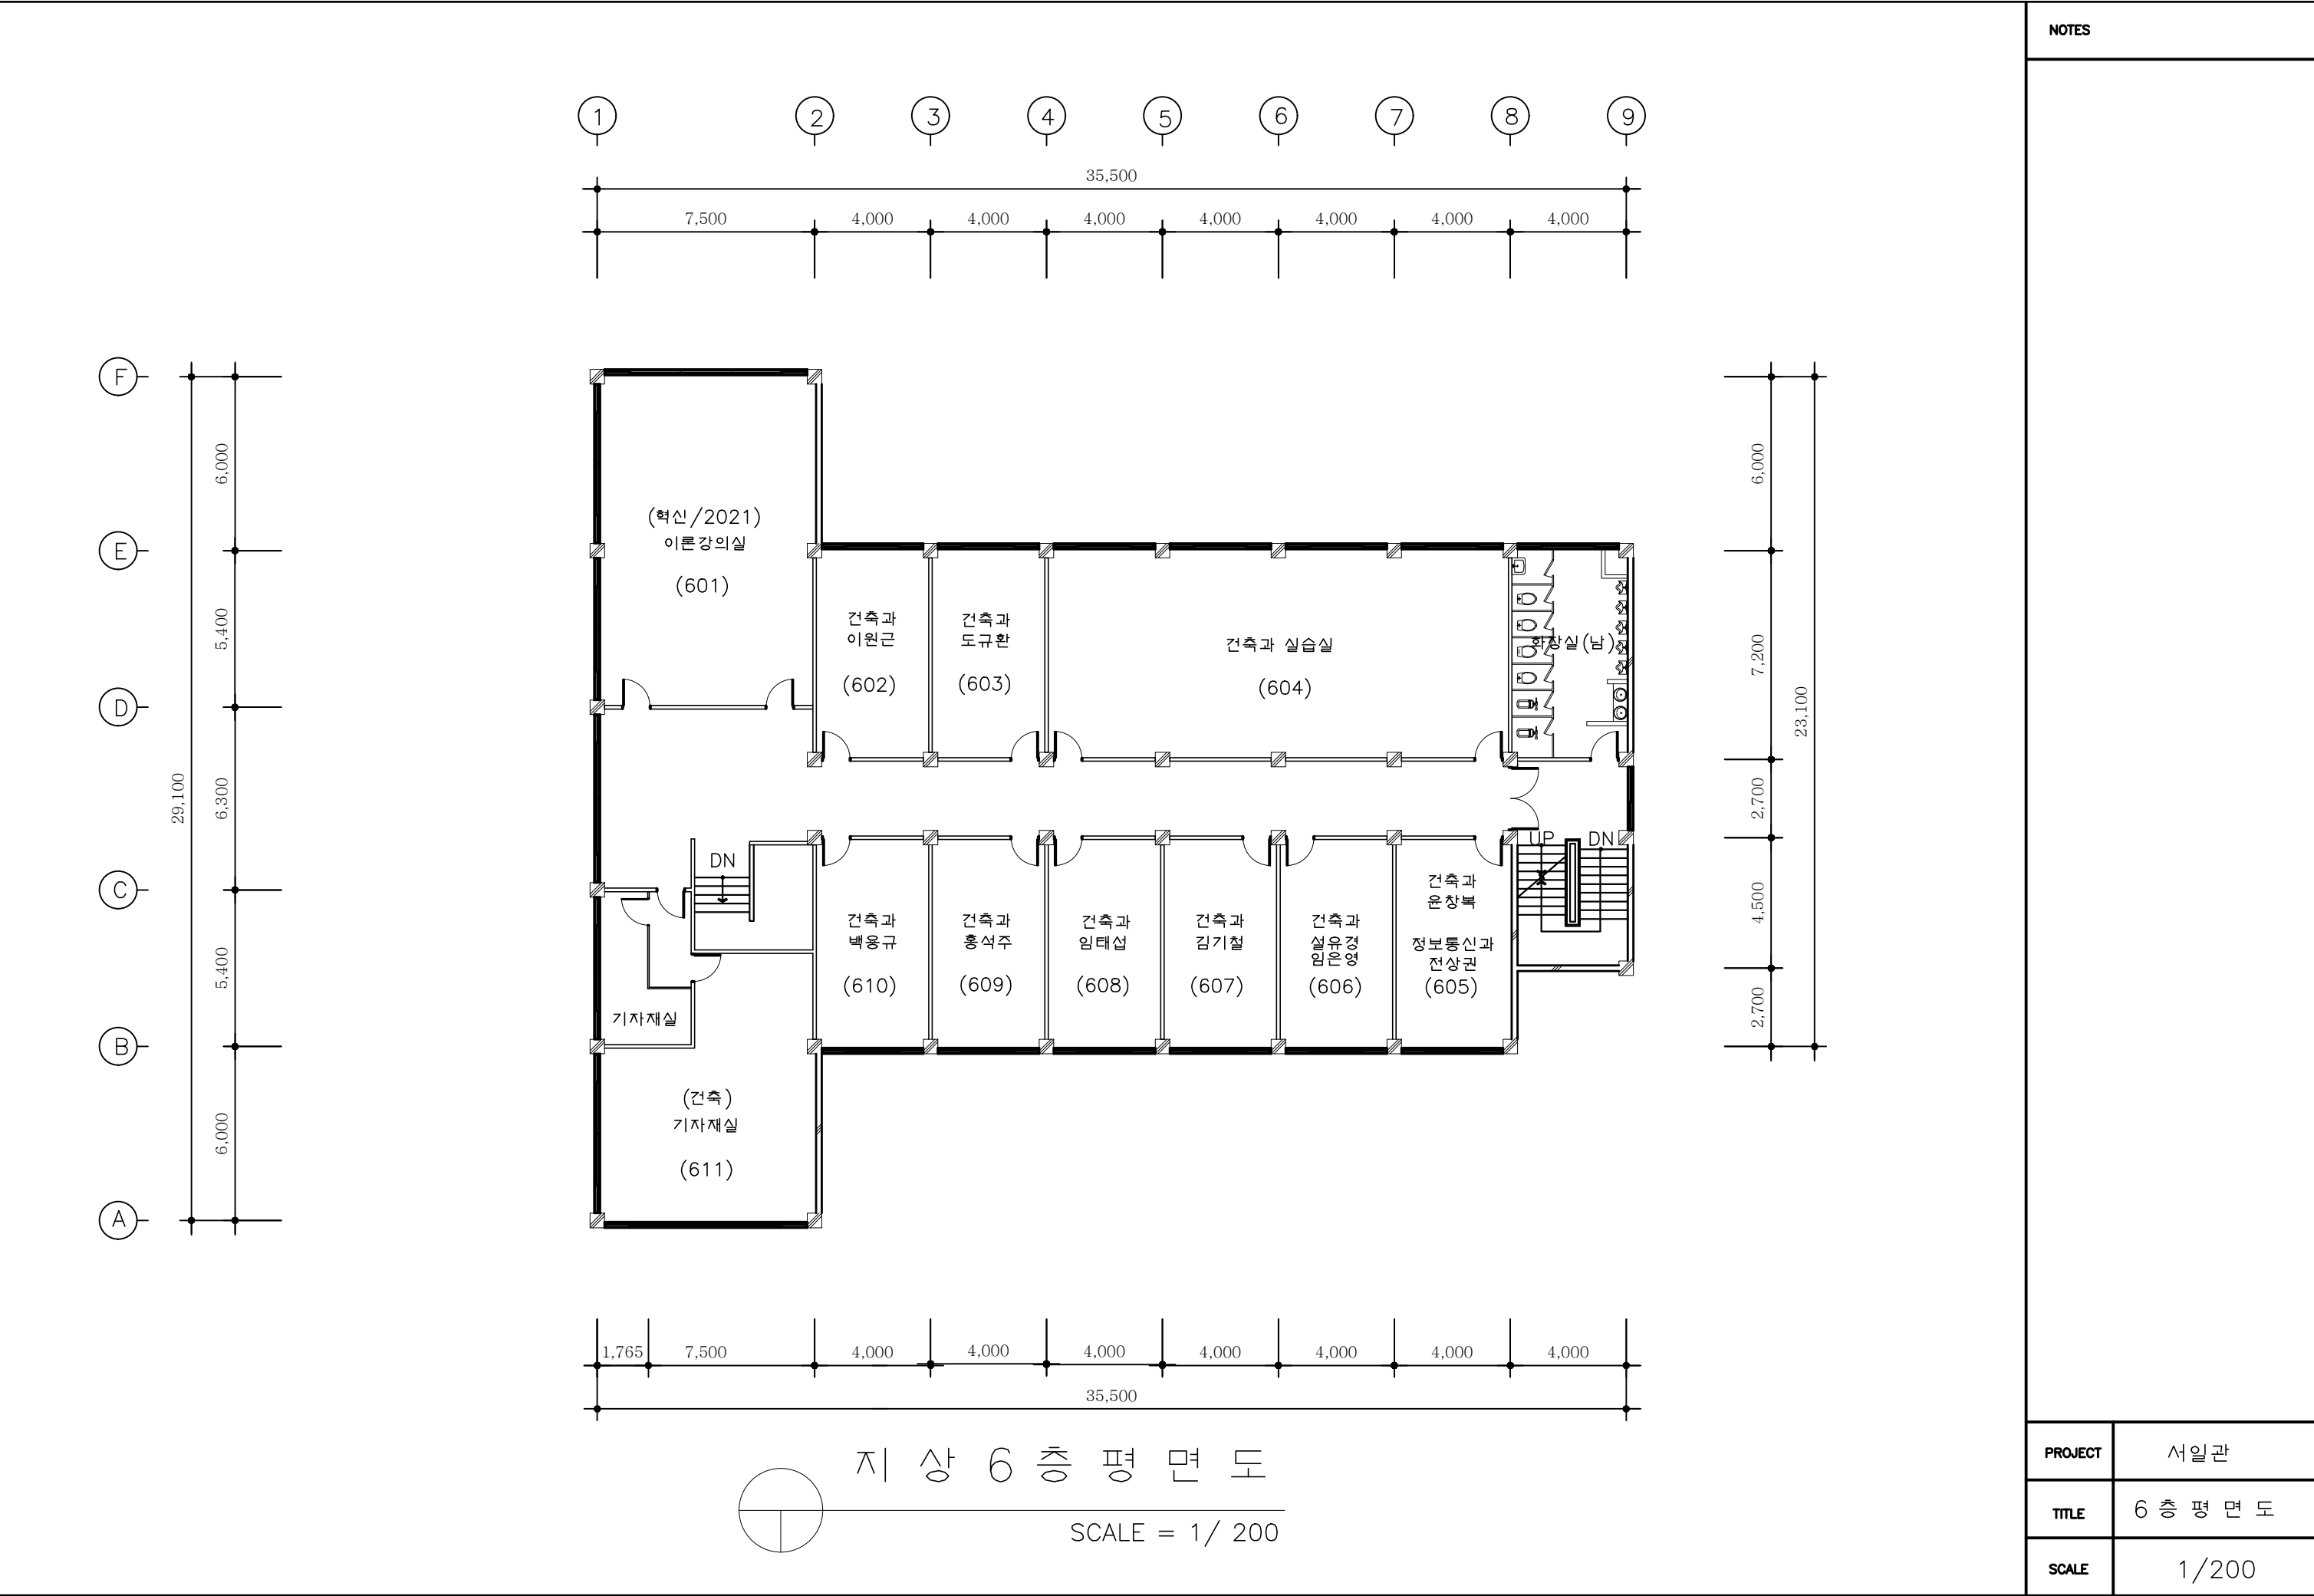 NOTES
1 2 3 4 5 6 7 8 9
35,500
7,500 4,000 4,000 4,000 4,000 4,000 4,000 4,000
F
E
D
C
B
A
29,100
6,000
5,400
6,300
5,400
6,000
6,000
7,200
2,700
4,500
2,700
23,100
(혁신/2021)
이론강의실
(601)
건축과
이원근
(602)
건축과
도규환
(603)
건축과 실습실
(604)
화장실(남)
DN
UP DN
건축과
백용규
(610)
건축과
홍석주
(609)
건축과
임태섭
(608)
건축과
김기철
(607)
건축과
설유경
임온영
(606)
건축과
윤창복
정보통신과
전상권
(605)
기자재실
(건축)
기자재실
(611)
1,765 7,500 4,000 4,000 4,000 4,000 4,000 4,000 4,000
35,500
지 상 6 층 평 면 도
SCALE = 1/ 200
PROJECT 서일관
TITLE 6 층 평 면 도
SCALE 1/200